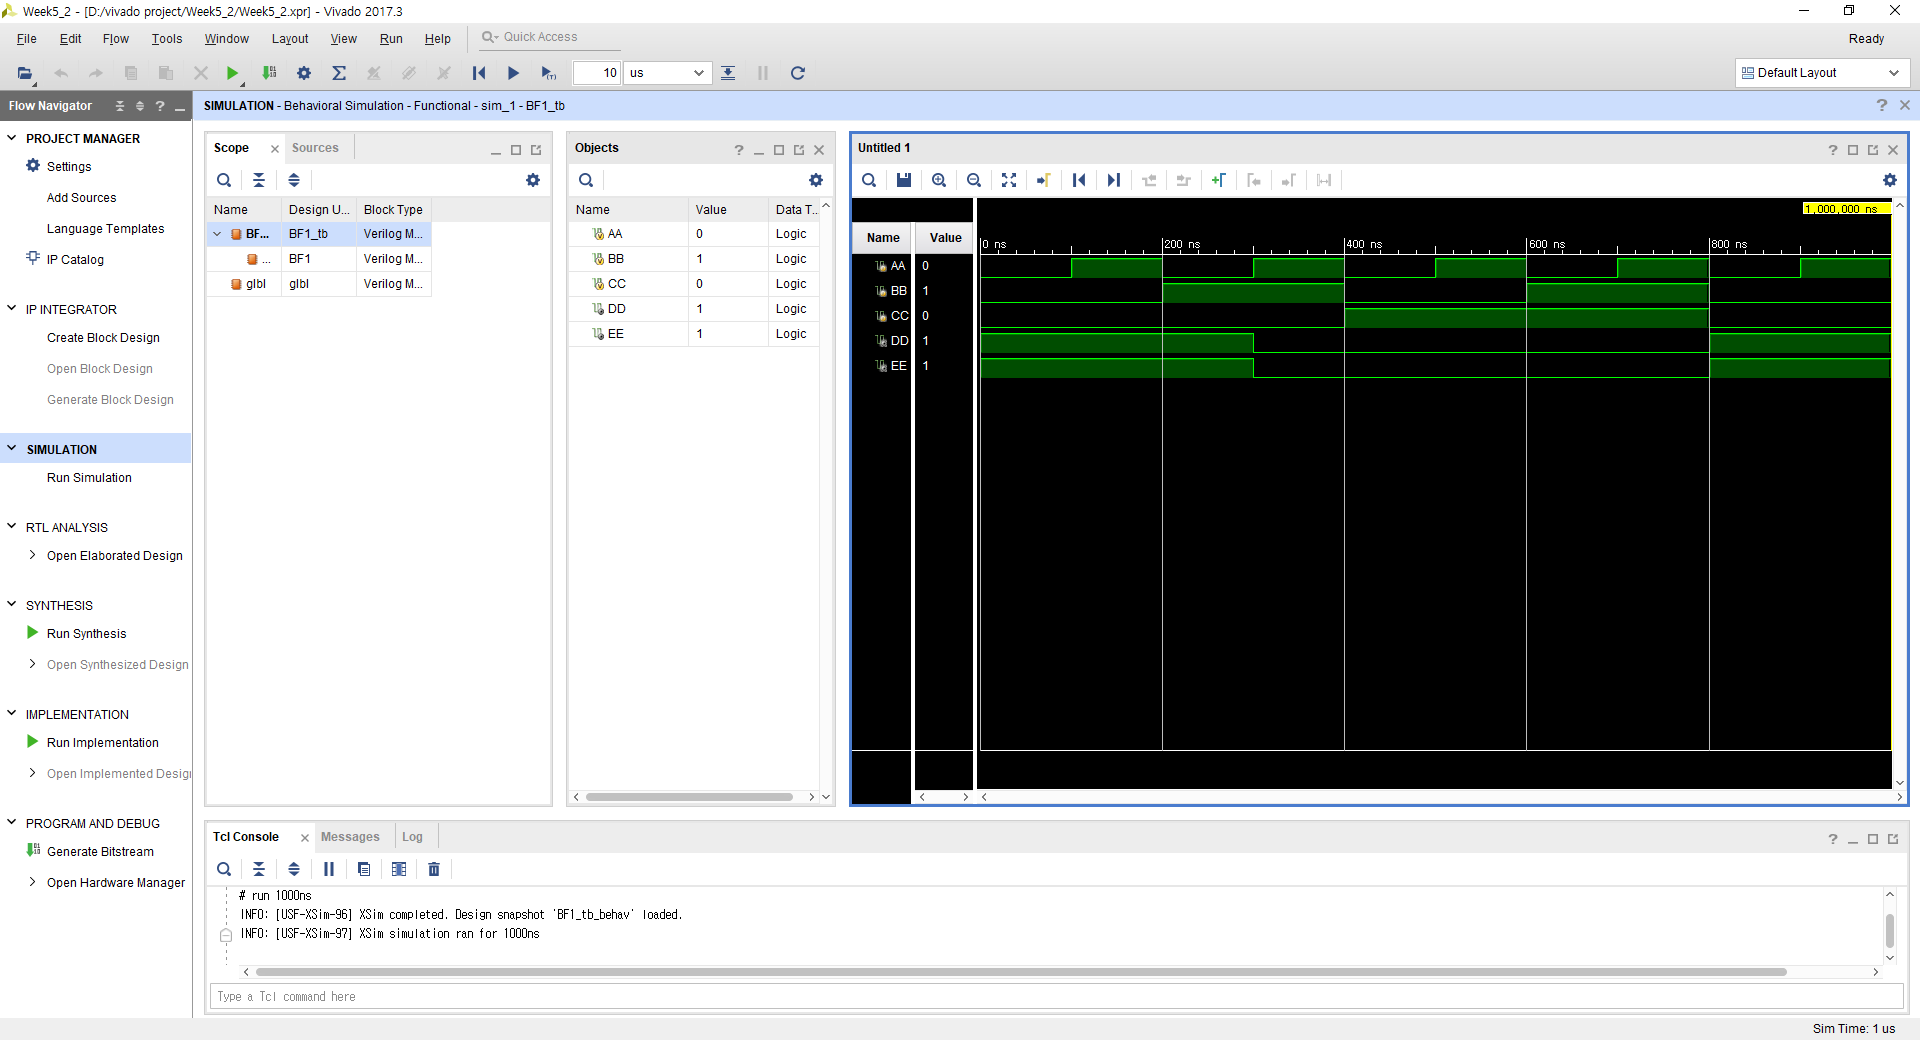 Week5_2 - [D:/vivado project/Week5_2/Week5_2.xpr] - Vivado 2017.3
File Edit Flow Tools Window Layout View Run Help Quick Access Ready
10 us Default Layout
Flow Navigator
SIMULATION - Behavioral Simulation - Functional - sim_1 - BF1_tb
PROJECT MANAGER
Settings
Add Sources
Language Templates
IP Catalog
IP INTEGRATOR
Create Block Design
Open Block Design
Generate Block Design
SIMULATION
Run Simulation
RTL ANALYSIS
Open Elaborated Design
SYNTHESIS
Run Synthesis
Open Synthesized Design
IMPLEMENTATION
Run Implementation
Open Implemented Desig
PROGRAM AND DEBUG
Generate Bitstream
Open Hardware Manager
Scope Sources
Name Design U... Block Type
BF... BF1_tb Verilog M...
... BF1 Verilog M...
glbl glbl Verilog M...
Objects
Name Value Data T...
AA 0 Logic
BB 1 Logic
CC 0 Logic
DD 1 Logic
EE 1 Logic
Untitled 1
1,000,000 ns
Name Value 0 ns 200 ns 400 ns 600 ns 800 ns
AA 0
BB 1
CC 0
DD 1
EE 1
Tcl Console Messages Log
# run 1000ns
INFO: [USF-XSim-96] XSim completed. Design snapshot 'BF1_tb_behav' loaded.
INFO: [USF-XSim-97] XSim simulation ran for 1000ns
Type a Tcl command here
Sim Time: 1 us